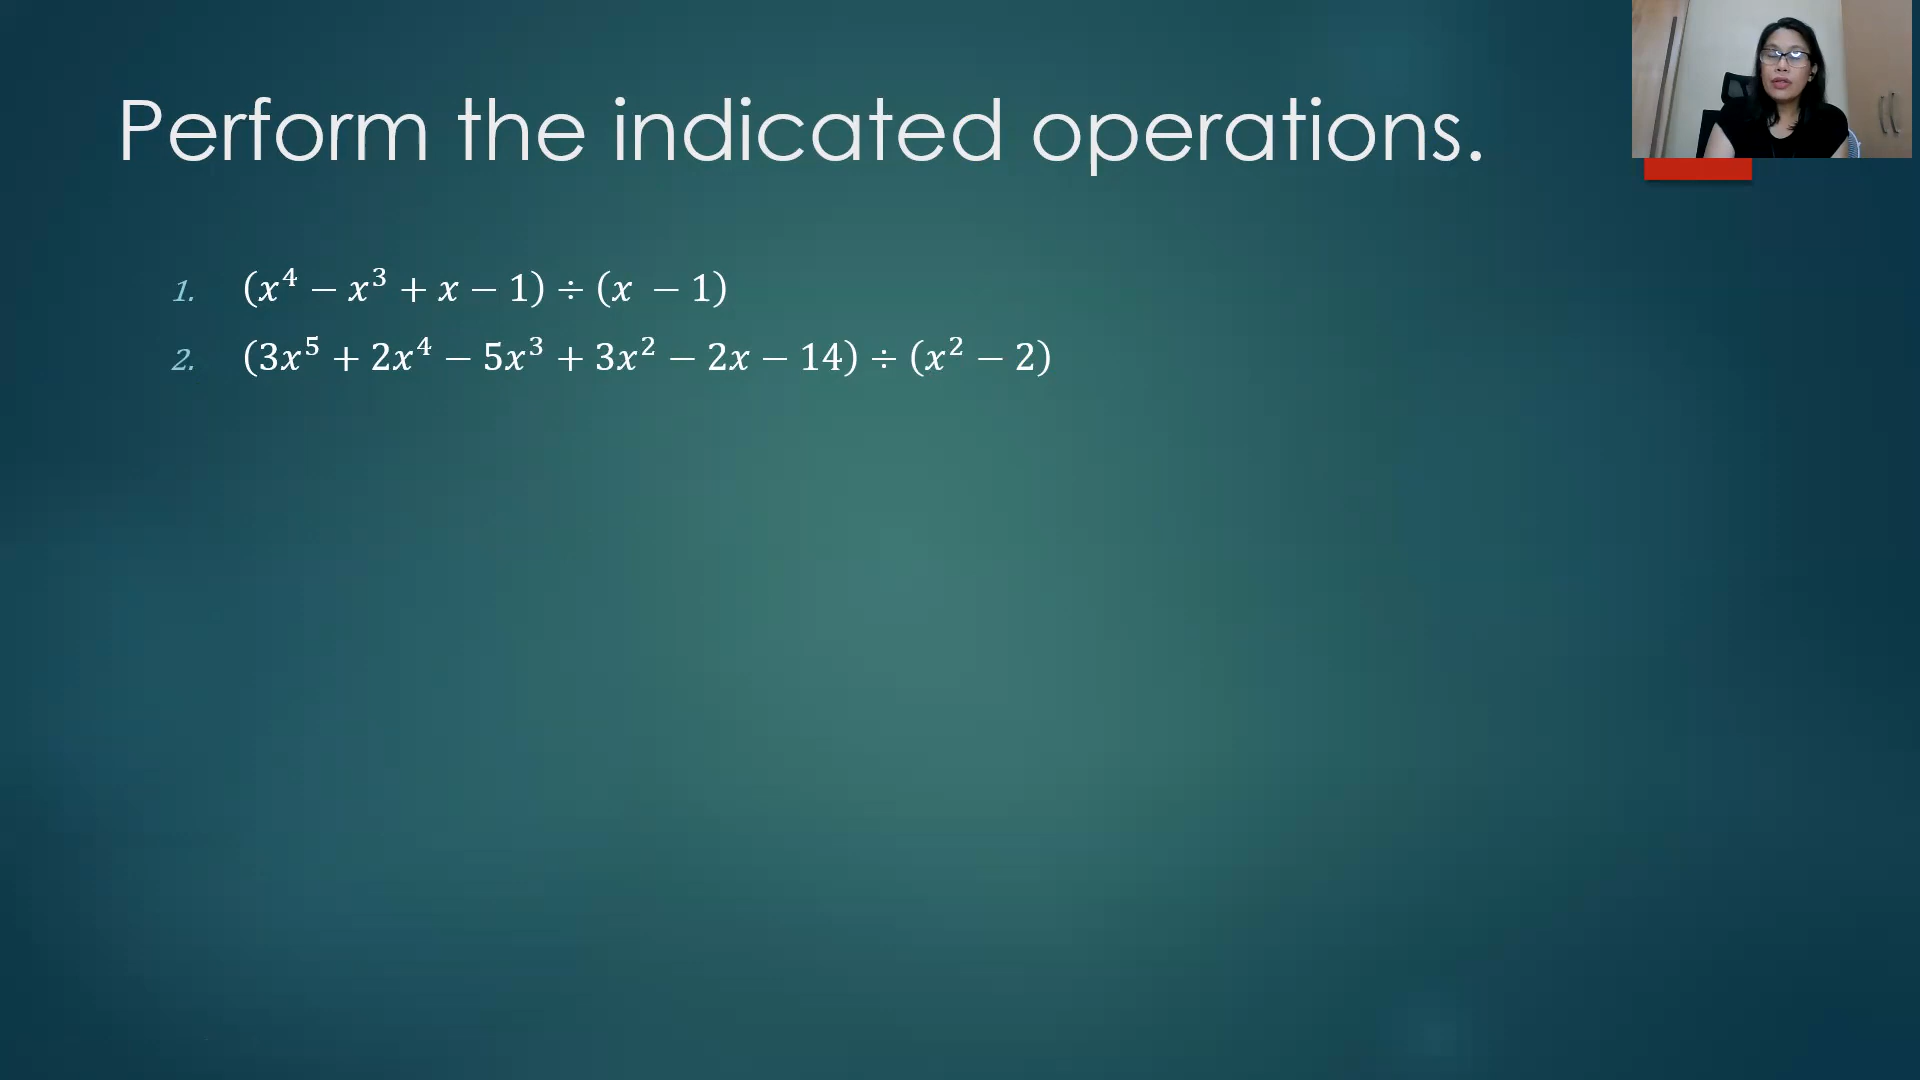 Perform the indicated operations.
1. (x⁴ − x³ + x − 1) ÷ (x − 1)
2. (3x⁵ + 2x⁴ − 5x³ + 3x² − 2x − 14) ÷ (x² − 2)